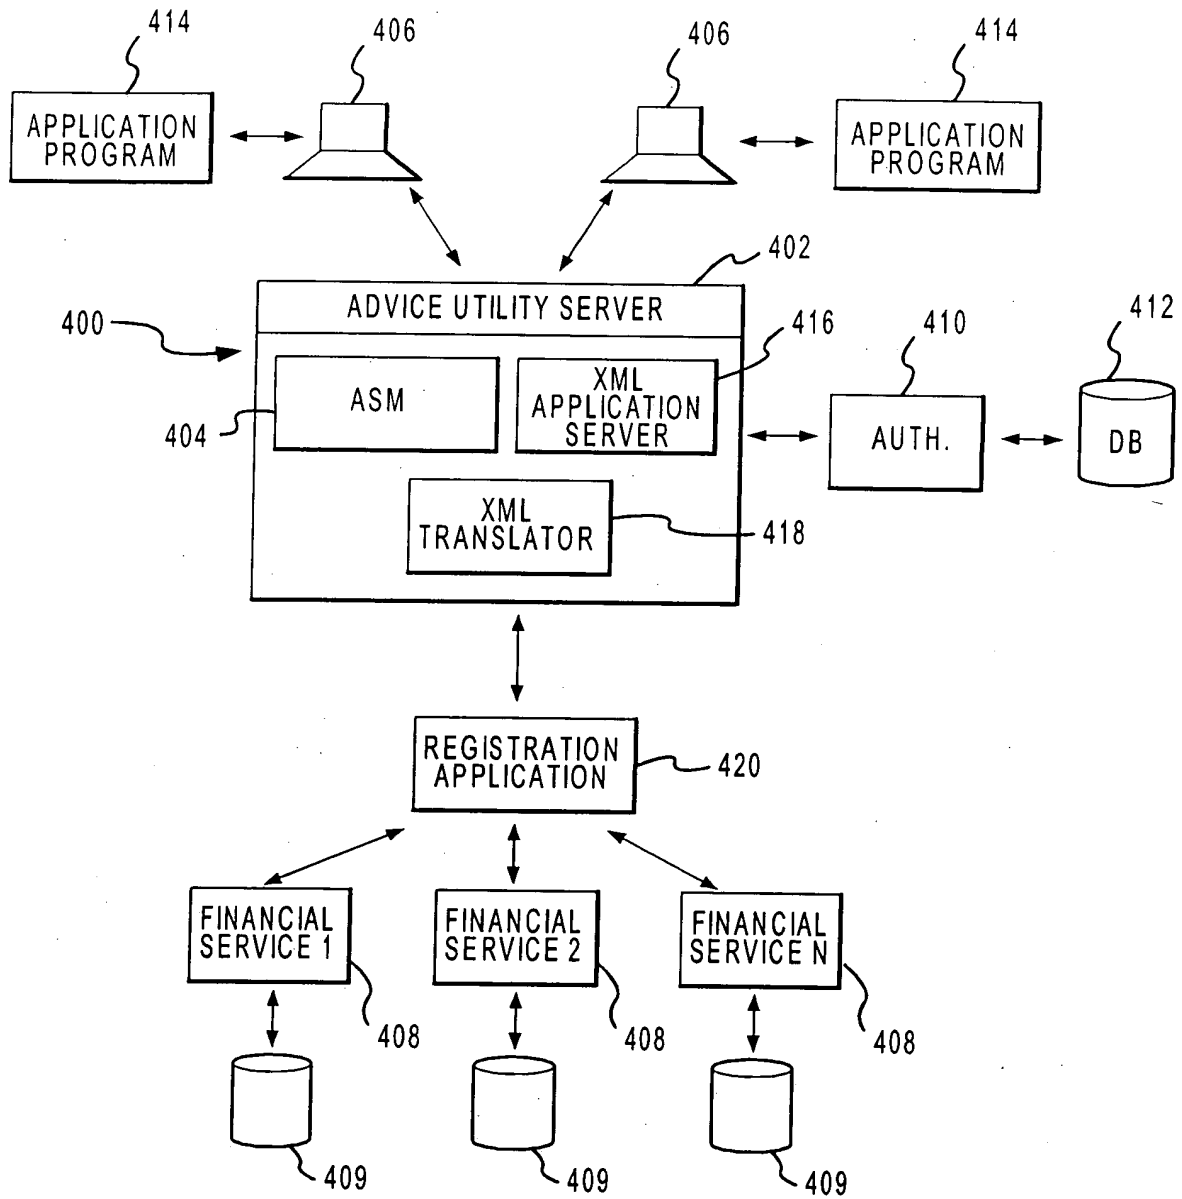 414
406
406
414
APPLICATION
PROGRAM
APPLICATION
PROGRAM
402
ADVICE UTILITY SERVER
400
416
410
412
ASM
XML
APPLICATION
SERVER
404
AUTH.
DB
XML
TRANSLATOR
418
REGISTRATION
APPLICATION
420
FINANCIAL
SERVICE 1
FINANCIAL
SERVICE 2
FINANCIAL
SERVICE N
408
408
408
409
409
409